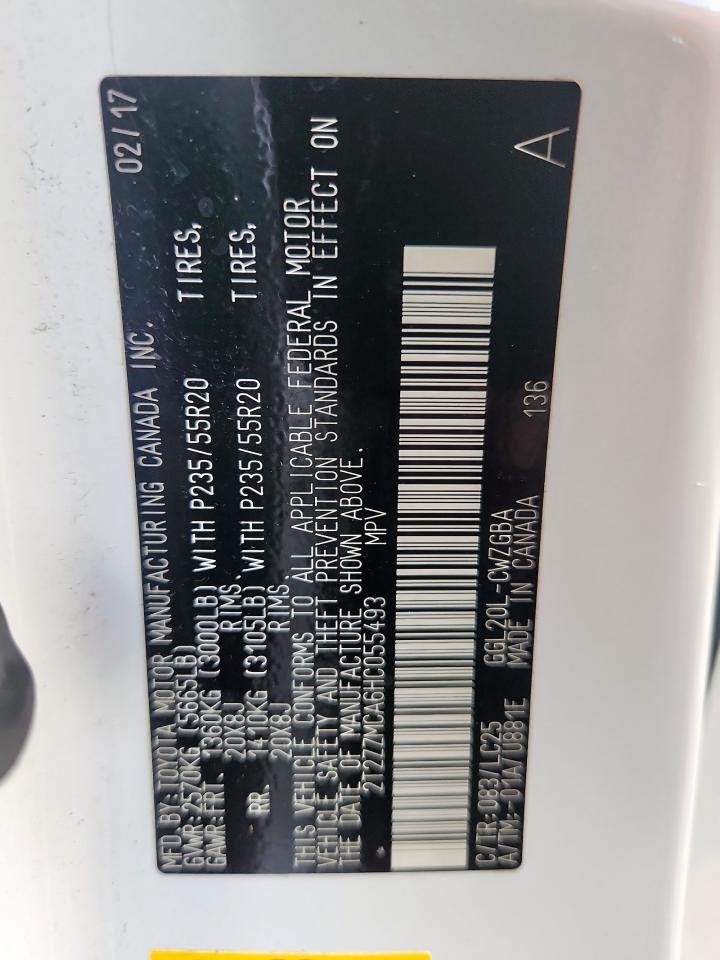 MFD. BY: TOYOTA MOTOR MANUFACTURING CANADA INC. 02/17
GVWR: 2570KG (5665LB)
GAWR: FRT. 1360KG (3000LB) WITH P235/55R20 TIRES,
20X8J RIMS.
RR. 1410KG (3105LB) WITH P235/55R20 TIRES,
20X8J RIMS.
THIS VEHICLE CONFORMS TO ALL APPLICABLE FEDERAL MOTOR
VEHICLE SAFETY AND THEFT PREVENTION STANDARDS IN EFFECT ON
THE DATE OF MANUFACTURE SHOWN ABOVE.
2T2ZZMCA6HC055493 MPV
C/TR: 083/LC25 GGL20L-CWZGBA 136 A
A/TM: -01A/U881E MADE IN CANADA